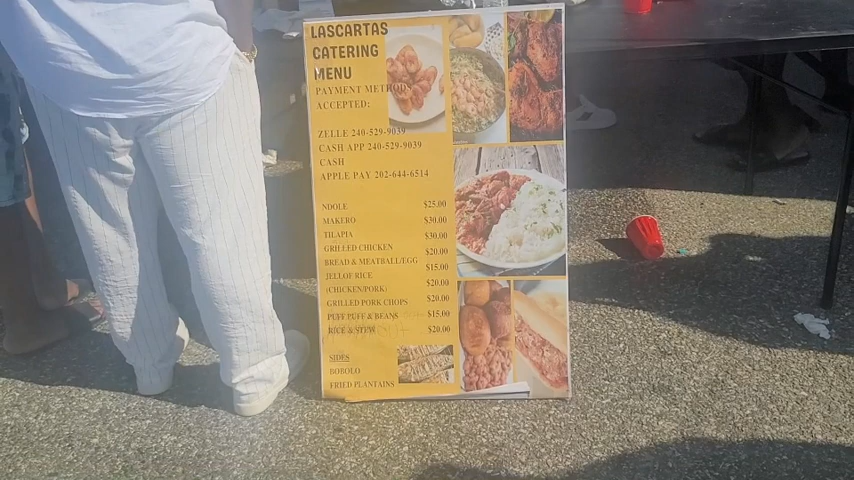 LASCARTAS
CATERING
MENU
PAYMENT METHODS
ACCEPTED:
ZELLE 240-529-9039
CASH APP 240-529-9039
CASH
APPLE PAY 202-644-6514
NDOLE $25.00
MAKERO $30.00
TILAPIA $30.00
GRILLED CHICKEN $20.00
BREAD & MEATBALL/EGG $15.00
JELLOF RICE $20.00
(CHICKEN/PORK)
GRILLED PORK CHOPS $20.00
PUFF PUFF & BEANS $15.00
RICE & STEW $20.00
SIDES
BOBOLO
FRIED PLANTAINS